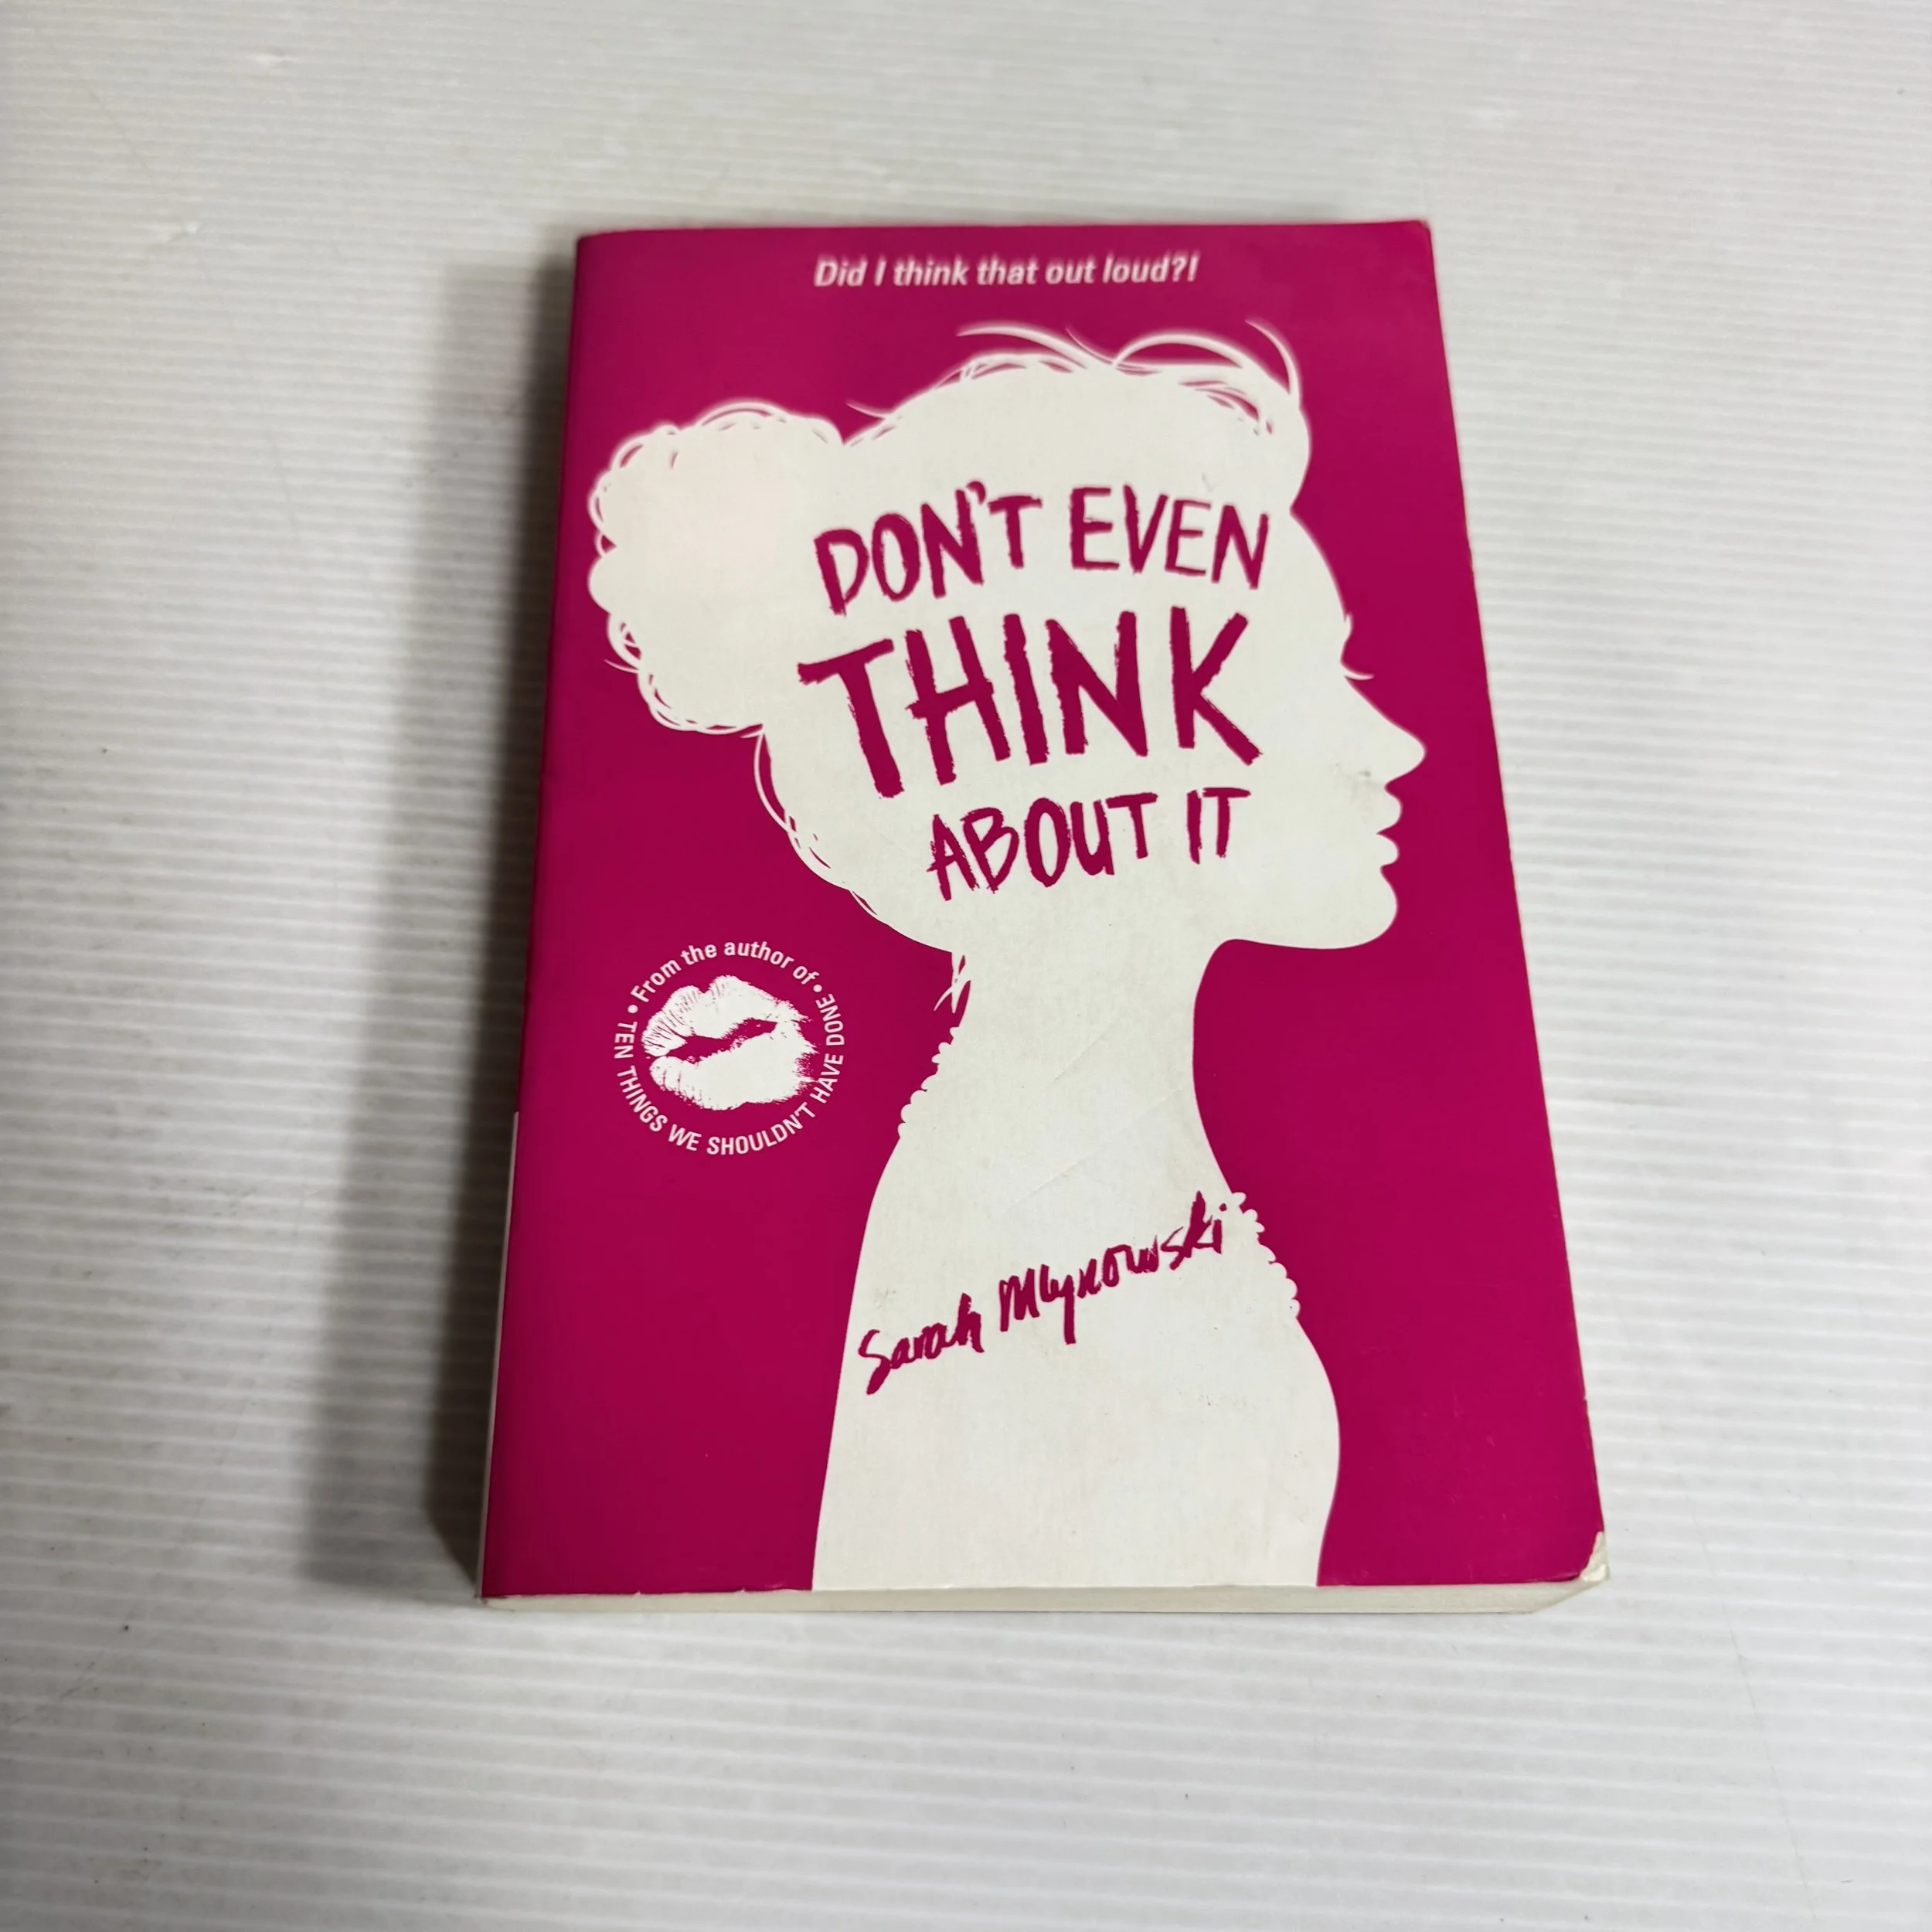 Did I think that out loud?!
DON'T EVEN
THINK
ABOUT IT
• From the author of •
TEN THINGS WE SHOULDN'T HAVE DONE
Sarah Mlynowski